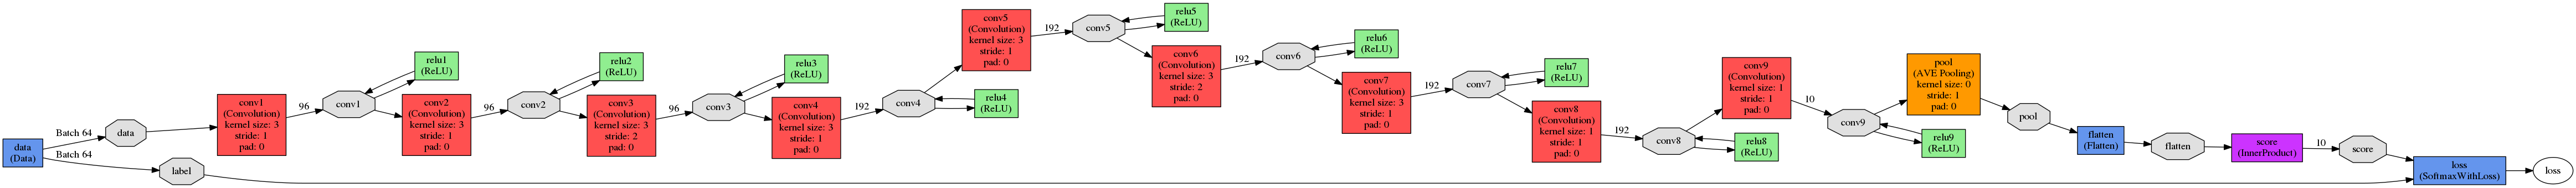 data
(Data)
Batch 64
Batch 64
data
label
conv1
(Convolution)
kernel size: 3
stride: 1
pad: 0
96
conv1
relu1
(ReLU)
conv2
(Convolution)
kernel size: 3
stride: 1
pad: 0
96
conv2
relu2
(ReLU)
conv3
(Convolution)
kernel size: 3
stride: 2
pad: 0
96
conv3
relu3
(ReLU)
conv4
(Convolution)
kernel size: 3
stride: 1
pad: 0
192
conv4
relu4
(ReLU)
conv5
(Convolution)
kernel size: 3
stride: 1
pad: 0
192
conv5
relu5
(ReLU)
conv6
(Convolution)
kernel size: 3
stride: 2
pad: 0
192
conv6
relu6
(ReLU)
conv7
(Convolution)
kernel size: 3
stride: 1
pad: 0
192
conv7
relu7
(ReLU)
conv8
(Convolution)
kernel size: 1
stride: 1
pad: 0
192
conv8
relu8
(ReLU)
conv9
(Convolution)
kernel size: 1
stride: 1
pad: 0
10
conv9
relu9
(ReLU)
pool
(AVE Pooling)
kernel size: 0
stride: 1
pad: 0
pool
flatten
(Flatten)
flatten
score
(InnerProduct)
10
score
loss
(SoftmaxWithLoss)
loss